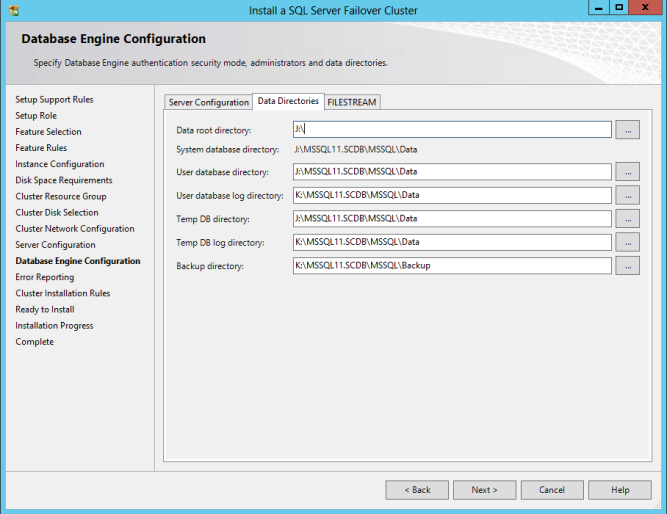 Install a SQL Server Failover Cluster
Database Engine Configuration
Specify Database Engine authentication security mode, administrators and data directories.
Setup Support Rules
Setup Role
Feature Selection
Feature Rules
Instance Configuration
Disk Space Requirements
Cluster Resource Group
Cluster Disk Selection
Cluster Network Configuration
Server Configuration
Database Engine Configuration
Error Reporting
Cluster Installation Rules
Ready to Install
Installation Progress
Complete
Server Configuration Data Directories FILESTREAM
Data root directory: J:\
System database directory: J:\MSSQL11.SCDB\MSSQL\Data
User database directory: J:\MSSQL11.SCDB\MSSQL\Data ...
User database log directory: K:\MSSQL11.SCDB\MSSQL\Data ...
Temp DB directory: J:\MSSQL11.SCDB\MSSQL\Data ...
Temp DB log directory: K:\MSSQL11.SCDB\MSSQL\Data ...
Backup directory: K:\MSSQL11.SCDB\MSSQL\Backup ...
< Back Next > Cancel Help